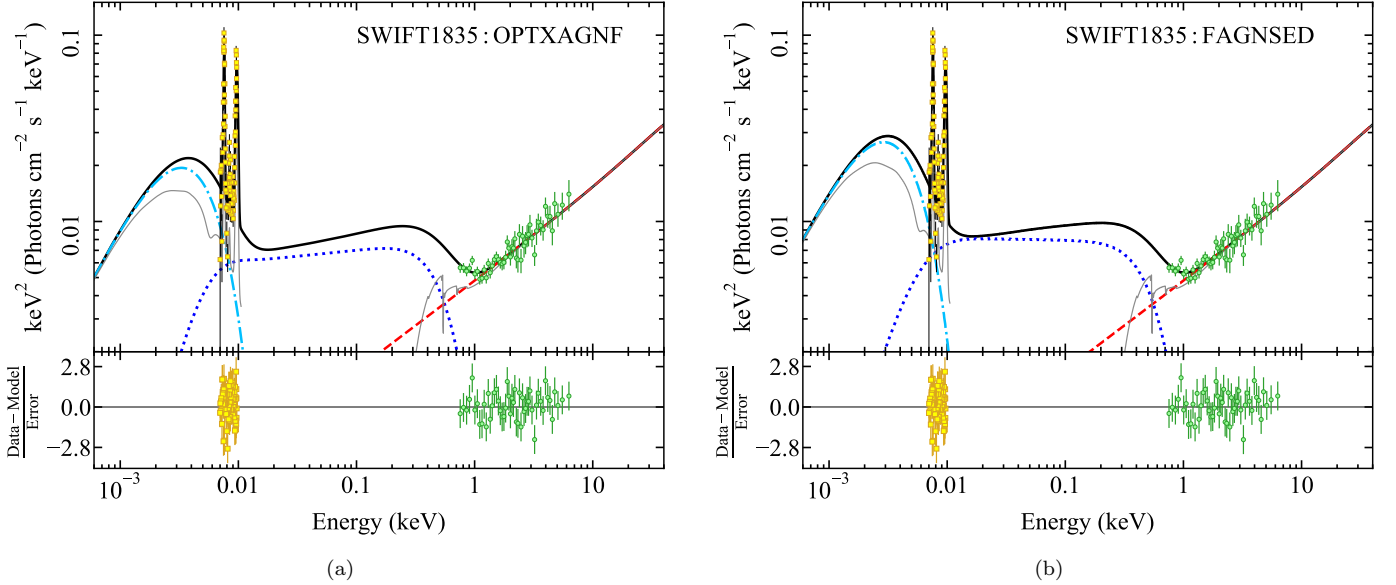 SWIFT1835 : OPTXAGNF
0.1
0.01
keV² (Photons cm⁻² s⁻¹ keV⁻¹)
2.8
0.0
−2.8
Data−Model
Error
10⁻³ 0.01 0.1 1 10
Energy (keV)
(a)
SWIFT1835 : FAGNSED
0.1
0.01
keV² (Photons cm⁻² s⁻¹ keV⁻¹)
2.8
0.0
−2.8
Data−Model
Error
10⁻³ 0.01 0.1 1 10
Energy (keV)
(b)